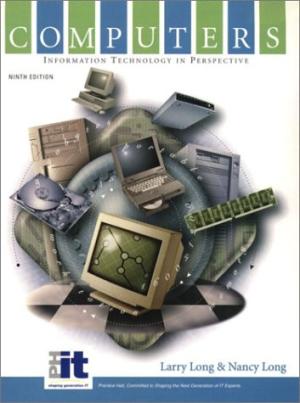 COMPUTERS
INFORMATION TECHNOLOGY IN PERSPECTIVE
NINTH EDITION
Larry Long & Nancy Long
PH
it
shaping generation IT
Prentice Hall, Committed to Shaping the Next Generation of IT Experts.